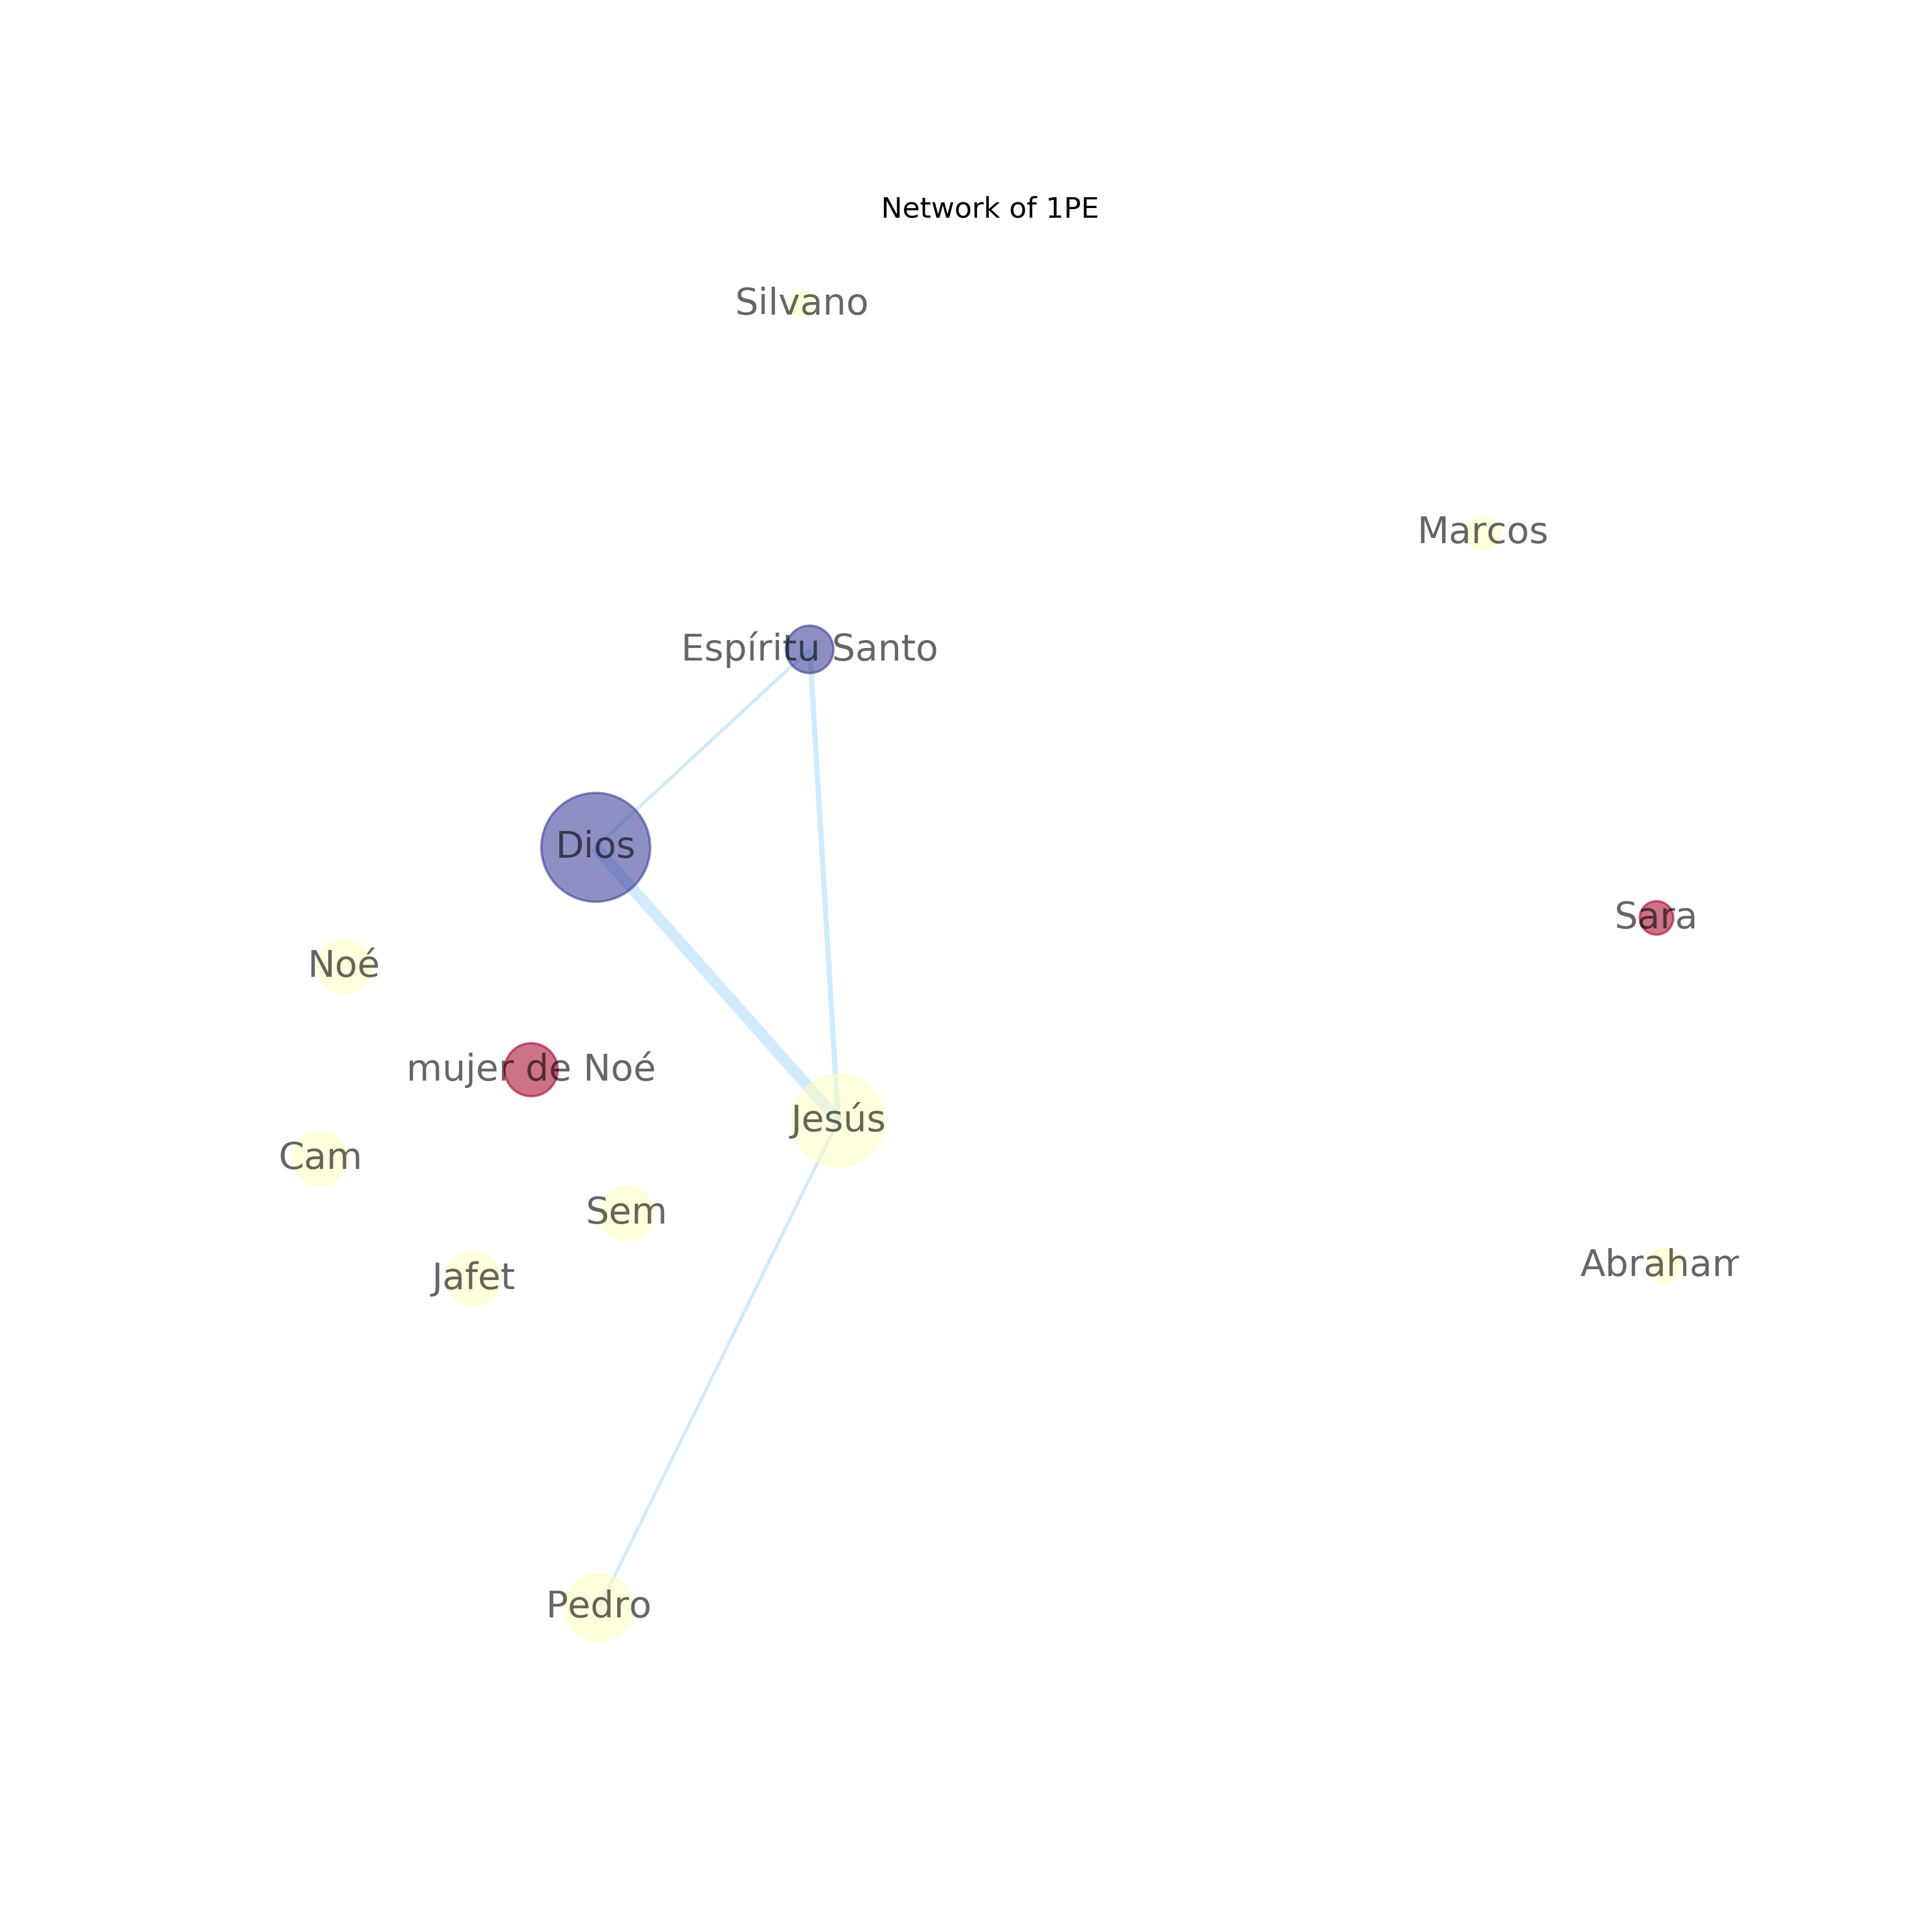 Network of 1PE
Silvano
Marcos
Espíritu Santo
Dios
Sara
Noé
mujer de Noé
Jesús
Cam
Sem
Abraham
Jafet
Pedro